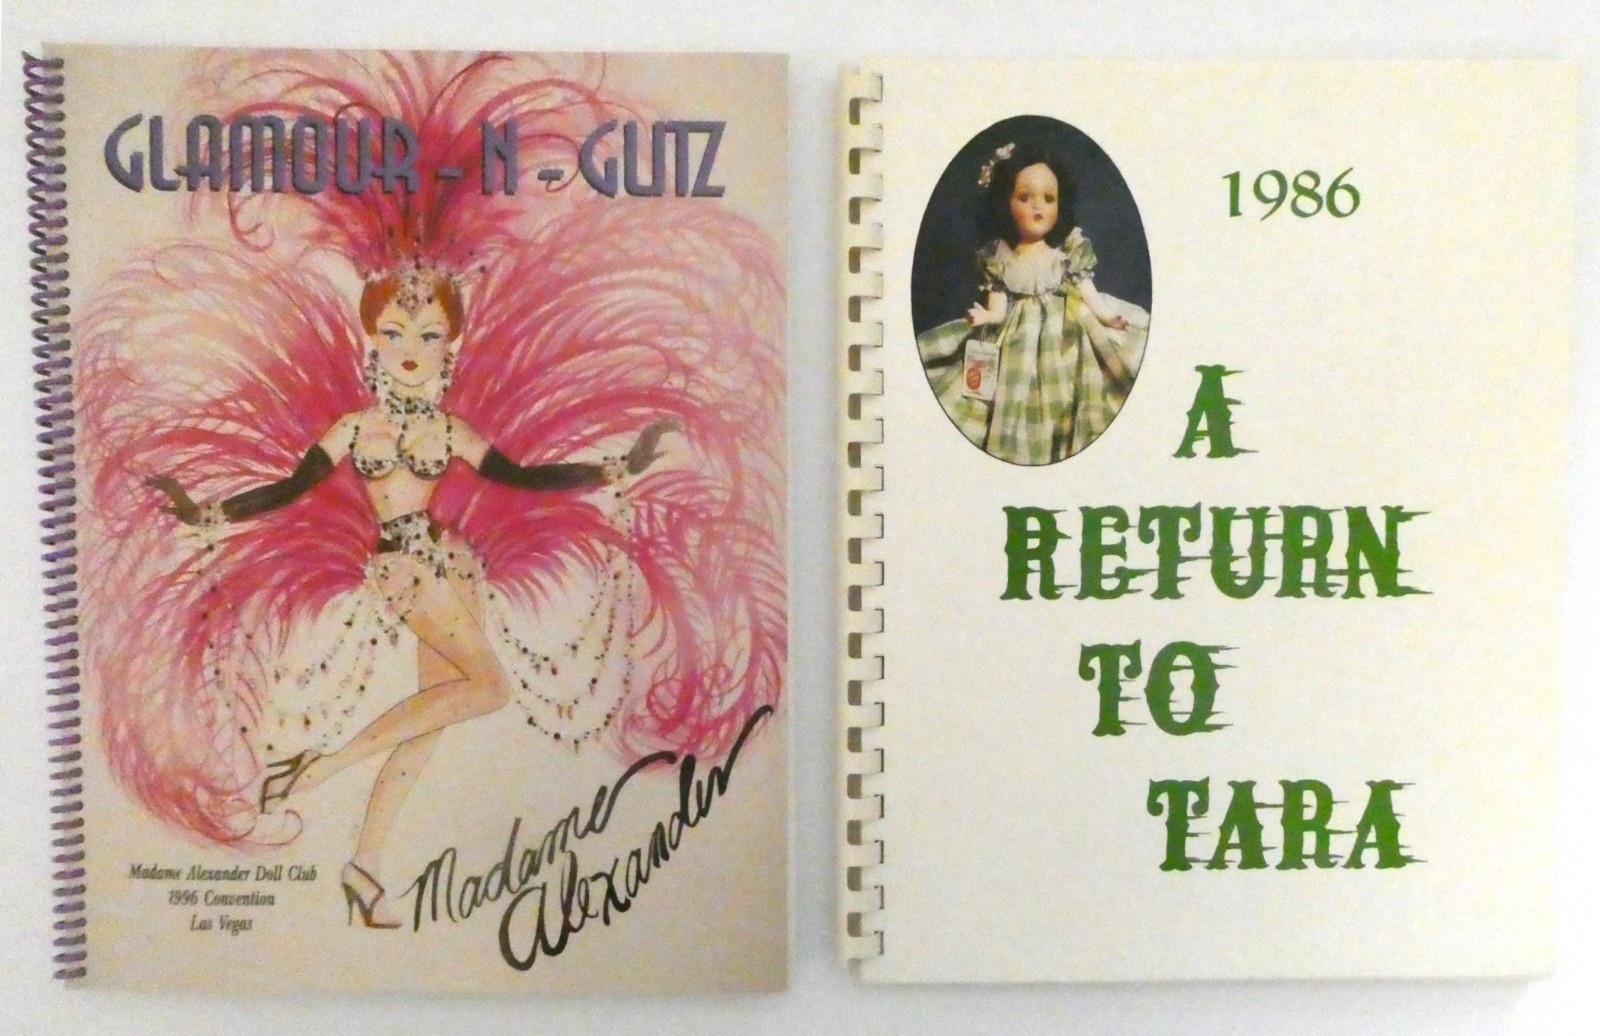 GLAMOUR-N-GLITZ
Madame Alexander Doll Club
1996 Convention
Las Vegas
Madame
Alexander
1986
A
RETURN
TO
TARA